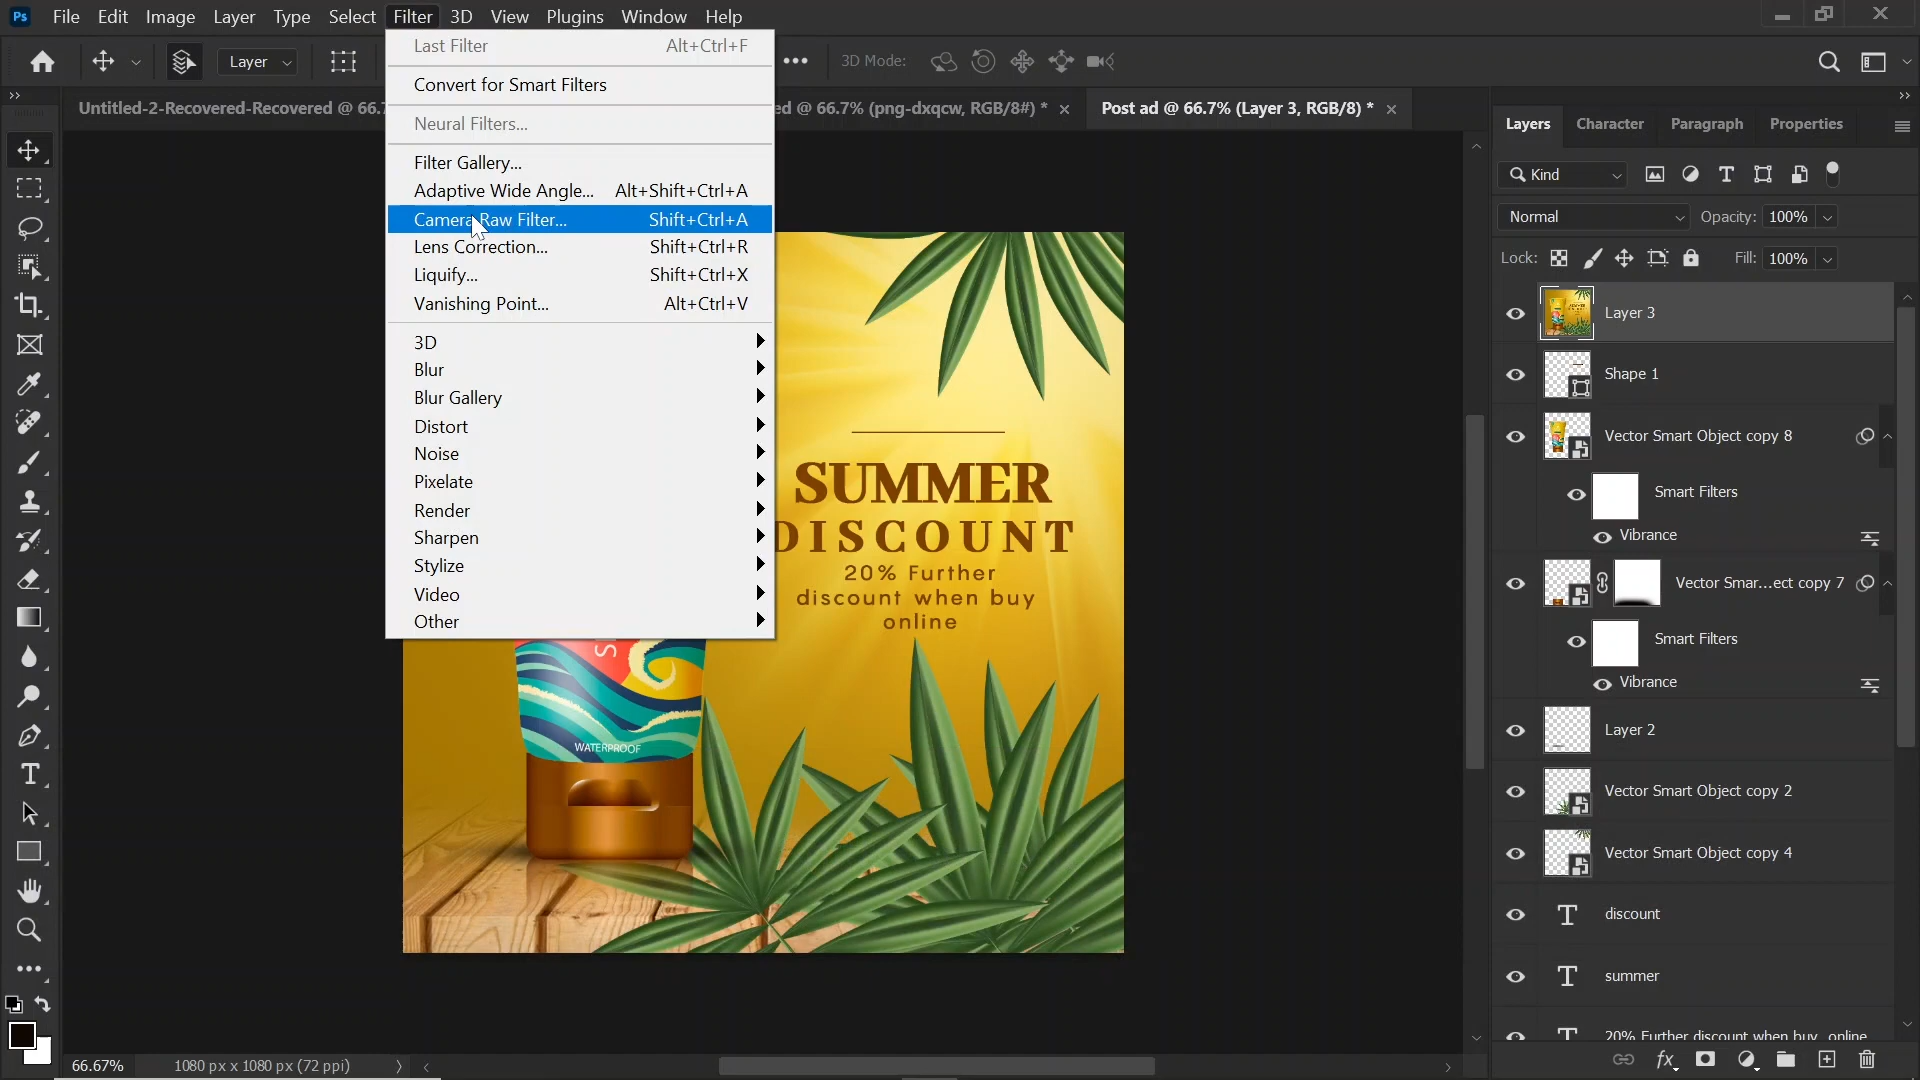 Ps File Edit Image Layer Type Select Filter 3D View Plugins Window Help
Layer
3D Mode:
Untitled-2-Recovered-Recovered @ 66.7
ed @ 66.7% (png-dxqcw, RGB/8#) *
Post ad @ 66.7% (Layer 3, RGB/8) *
Last Filter Alt+Ctrl+F
Convert for Smart Filters
Neural Filters...
Filter Gallery...
Adaptive Wide Angle... Alt+Shift+Ctrl+A
Camera Raw Filter... Shift+Ctrl+A
Lens Correction... Shift+Ctrl+R
Liquify... Shift+Ctrl+X
Vanishing Point... Alt+Ctrl+V
3D
Blur
Blur Gallery
Distort
Noise
Pixelate
Render
Sharpen
Stylize
Video
Other
SUMMER
DISCOUNT
20% Further
discount when buy
online
S
WATERPROOF
Layers Character Paragraph Properties
Kind
Normal Opacity: 100%
Lock: Fill: 100%
Layer 3
Shape 1
Vector Smart Object copy 8
Smart Filters
Vibrance
Vector Smar...ect copy 7
Smart Filters
Vibrance
Layer 2
Vector Smart Object copy 2
Vector Smart Object copy 4
T discount
T summer
T 20% Further discount when buy online
fx
66.67% 1080 px x 1080 px (72 ppi)